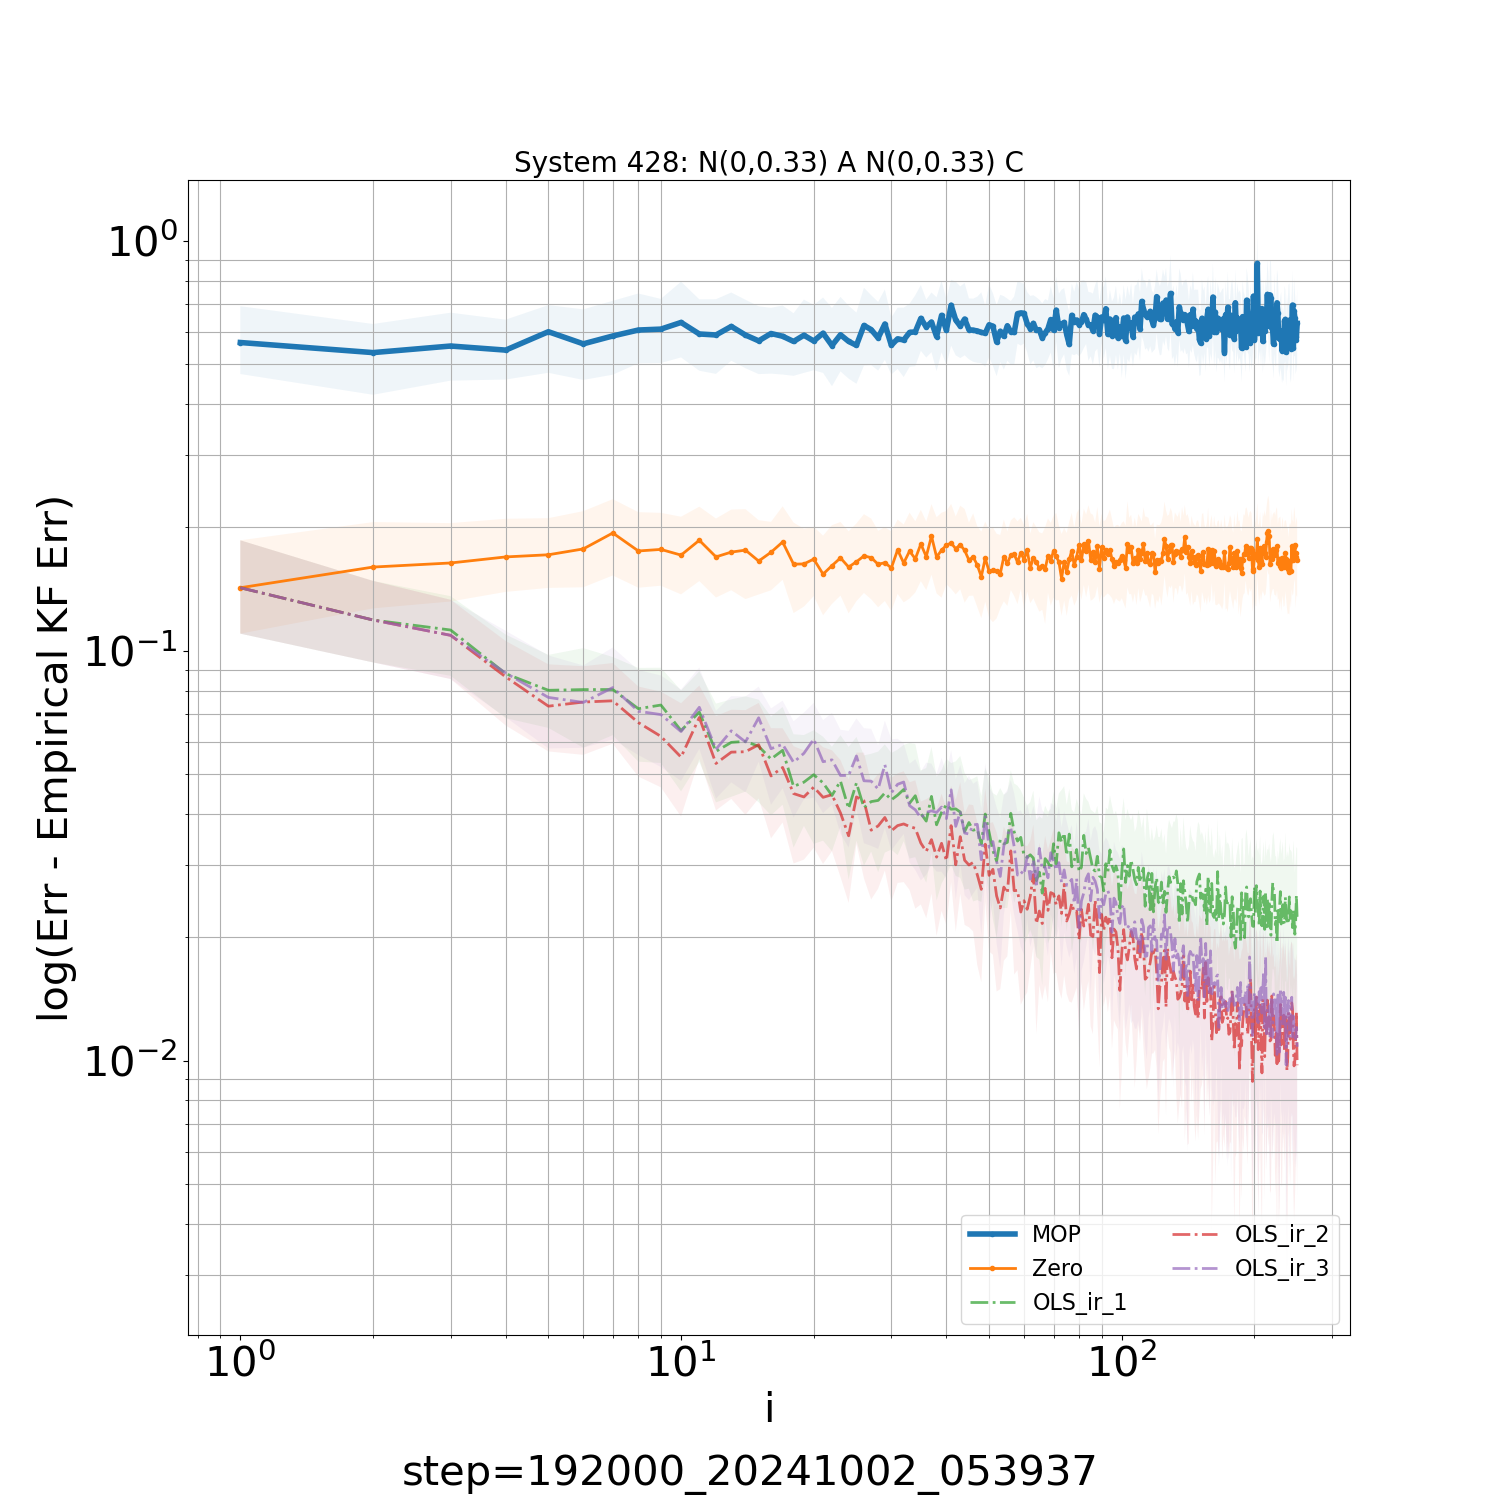 System 428: N(0,0.33) A N(0,0.33) C
log(Err - Empirical KF Err)
10⁰
10⁻¹
10⁻²
MOP
Zero
OLS_ir_1
OLS_ir_2
OLS_ir_3
10⁰ 10¹ 10²
i
step=192000_20241002_053937